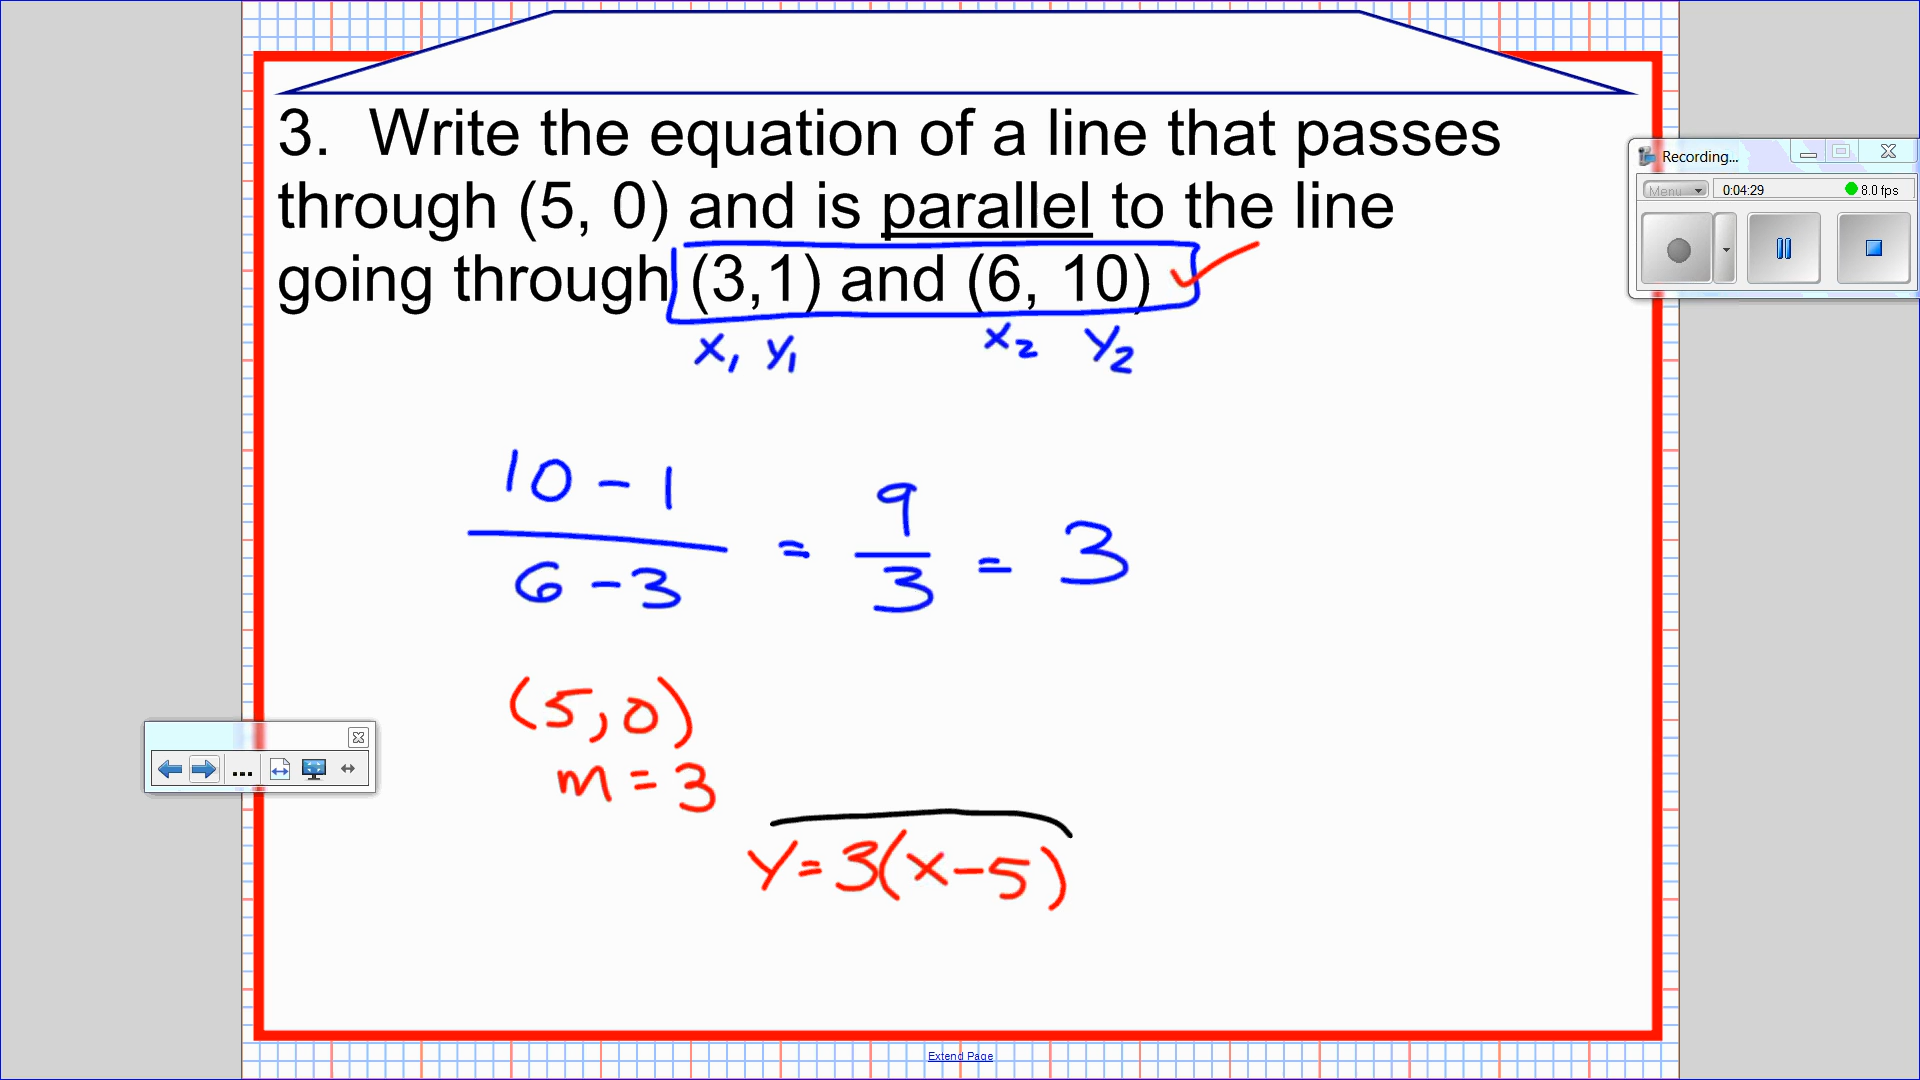 3. Write the equation of a line that passes
through (5, 0) and is parallel to the line
going through (3,1) and (6, 10)
x₁ y₁ x₂ y₂
10 - 1
6 - 3
=
9
3
= 3
(5,0)
m = 3
y = 3(x-5)
Recording...
Menu
0:04:29
8.0 fps
...
Extend Page